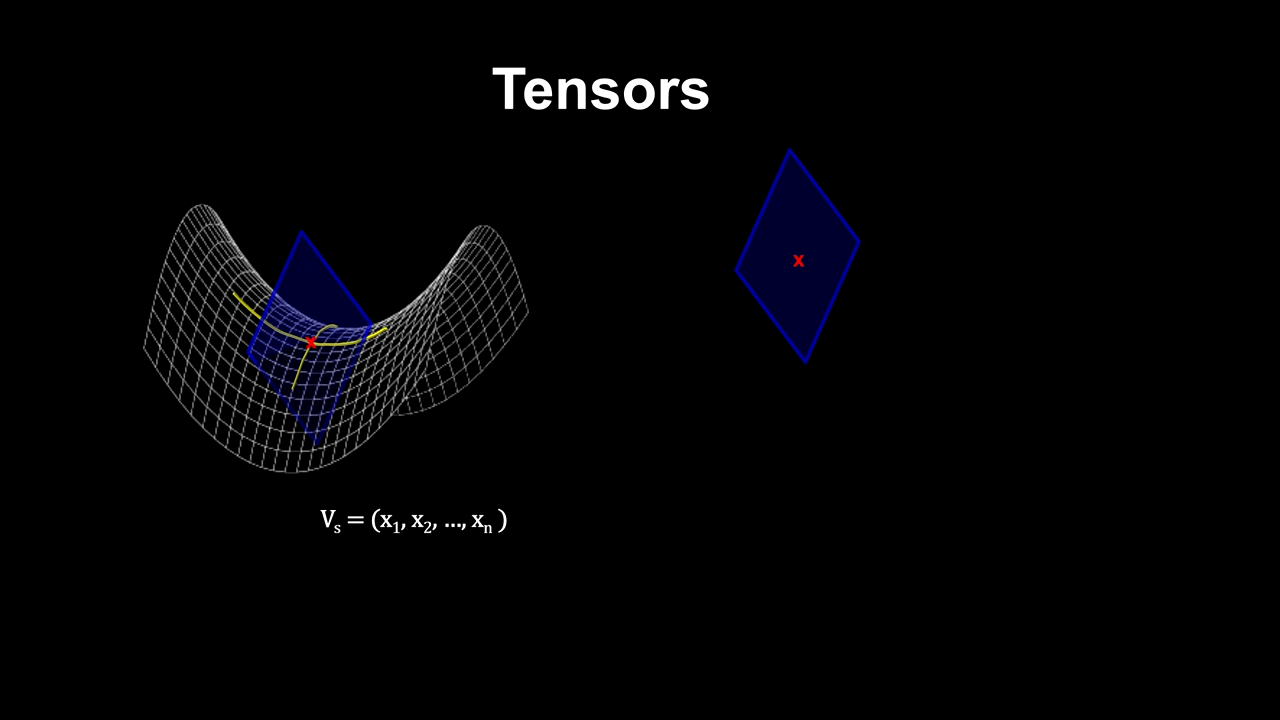 Tensors
x
x
Vₛ = (x₁, x₂, ..., xₙ )